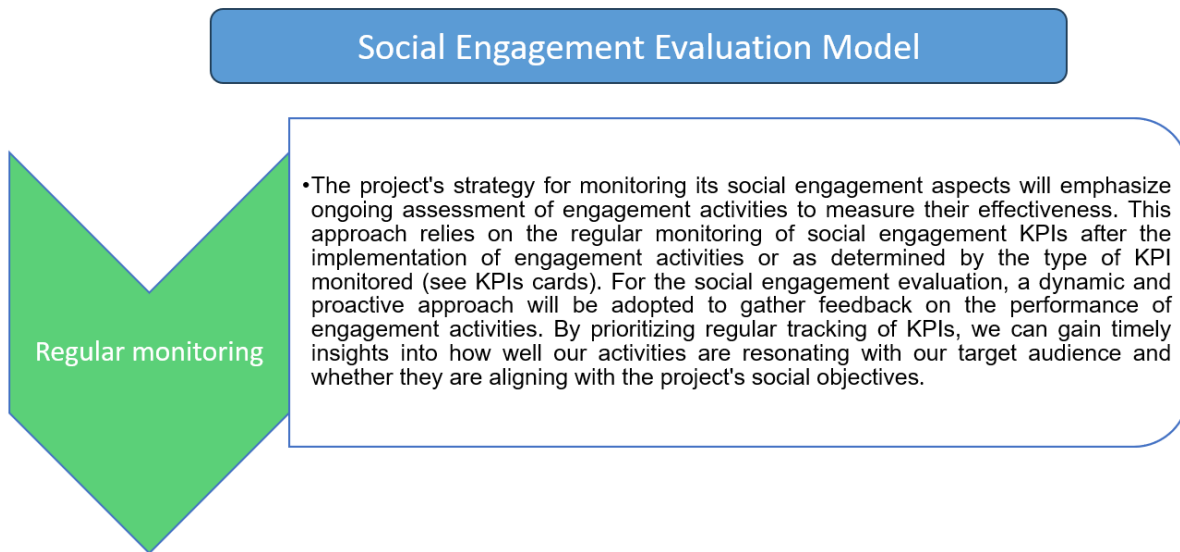 Social Engagement Evaluation Model
•The project's strategy for monitoring its social engagement aspects will emphasize
ongoing assessment of engagement activities to measure their effectiveness. This
approach relies on the regular monitoring of social engagement KPIs after the
implementation of engagement activities or as determined by the type of KPI
monitored (see KPIs cards). For the social engagement evaluation, a dynamic and
proactive approach will be adopted to gather feedback on the performance of
engagement activities. By prioritizing regular tracking of KPIs, we can gain timely
insights into how well our activities are resonating with our target audience and
whether they are aligning with the project's social objectives.
Regular monitoring